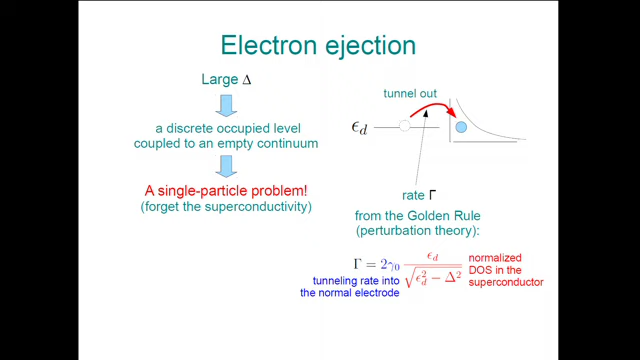 Electron ejection
Large Δ
a discrete occupied level
coupled to an empty continuum
A single-particle problem!
(forget the superconductivity)
tunnel out
ϵ_d
rate Γ
from the Golden Rule
(perturbation theory):
Γ = 2γ₀ ϵ_d / √(ϵ_d² − Δ²)
tunneling rate into
the normal electrode
normalized
DOS in the
superconductor